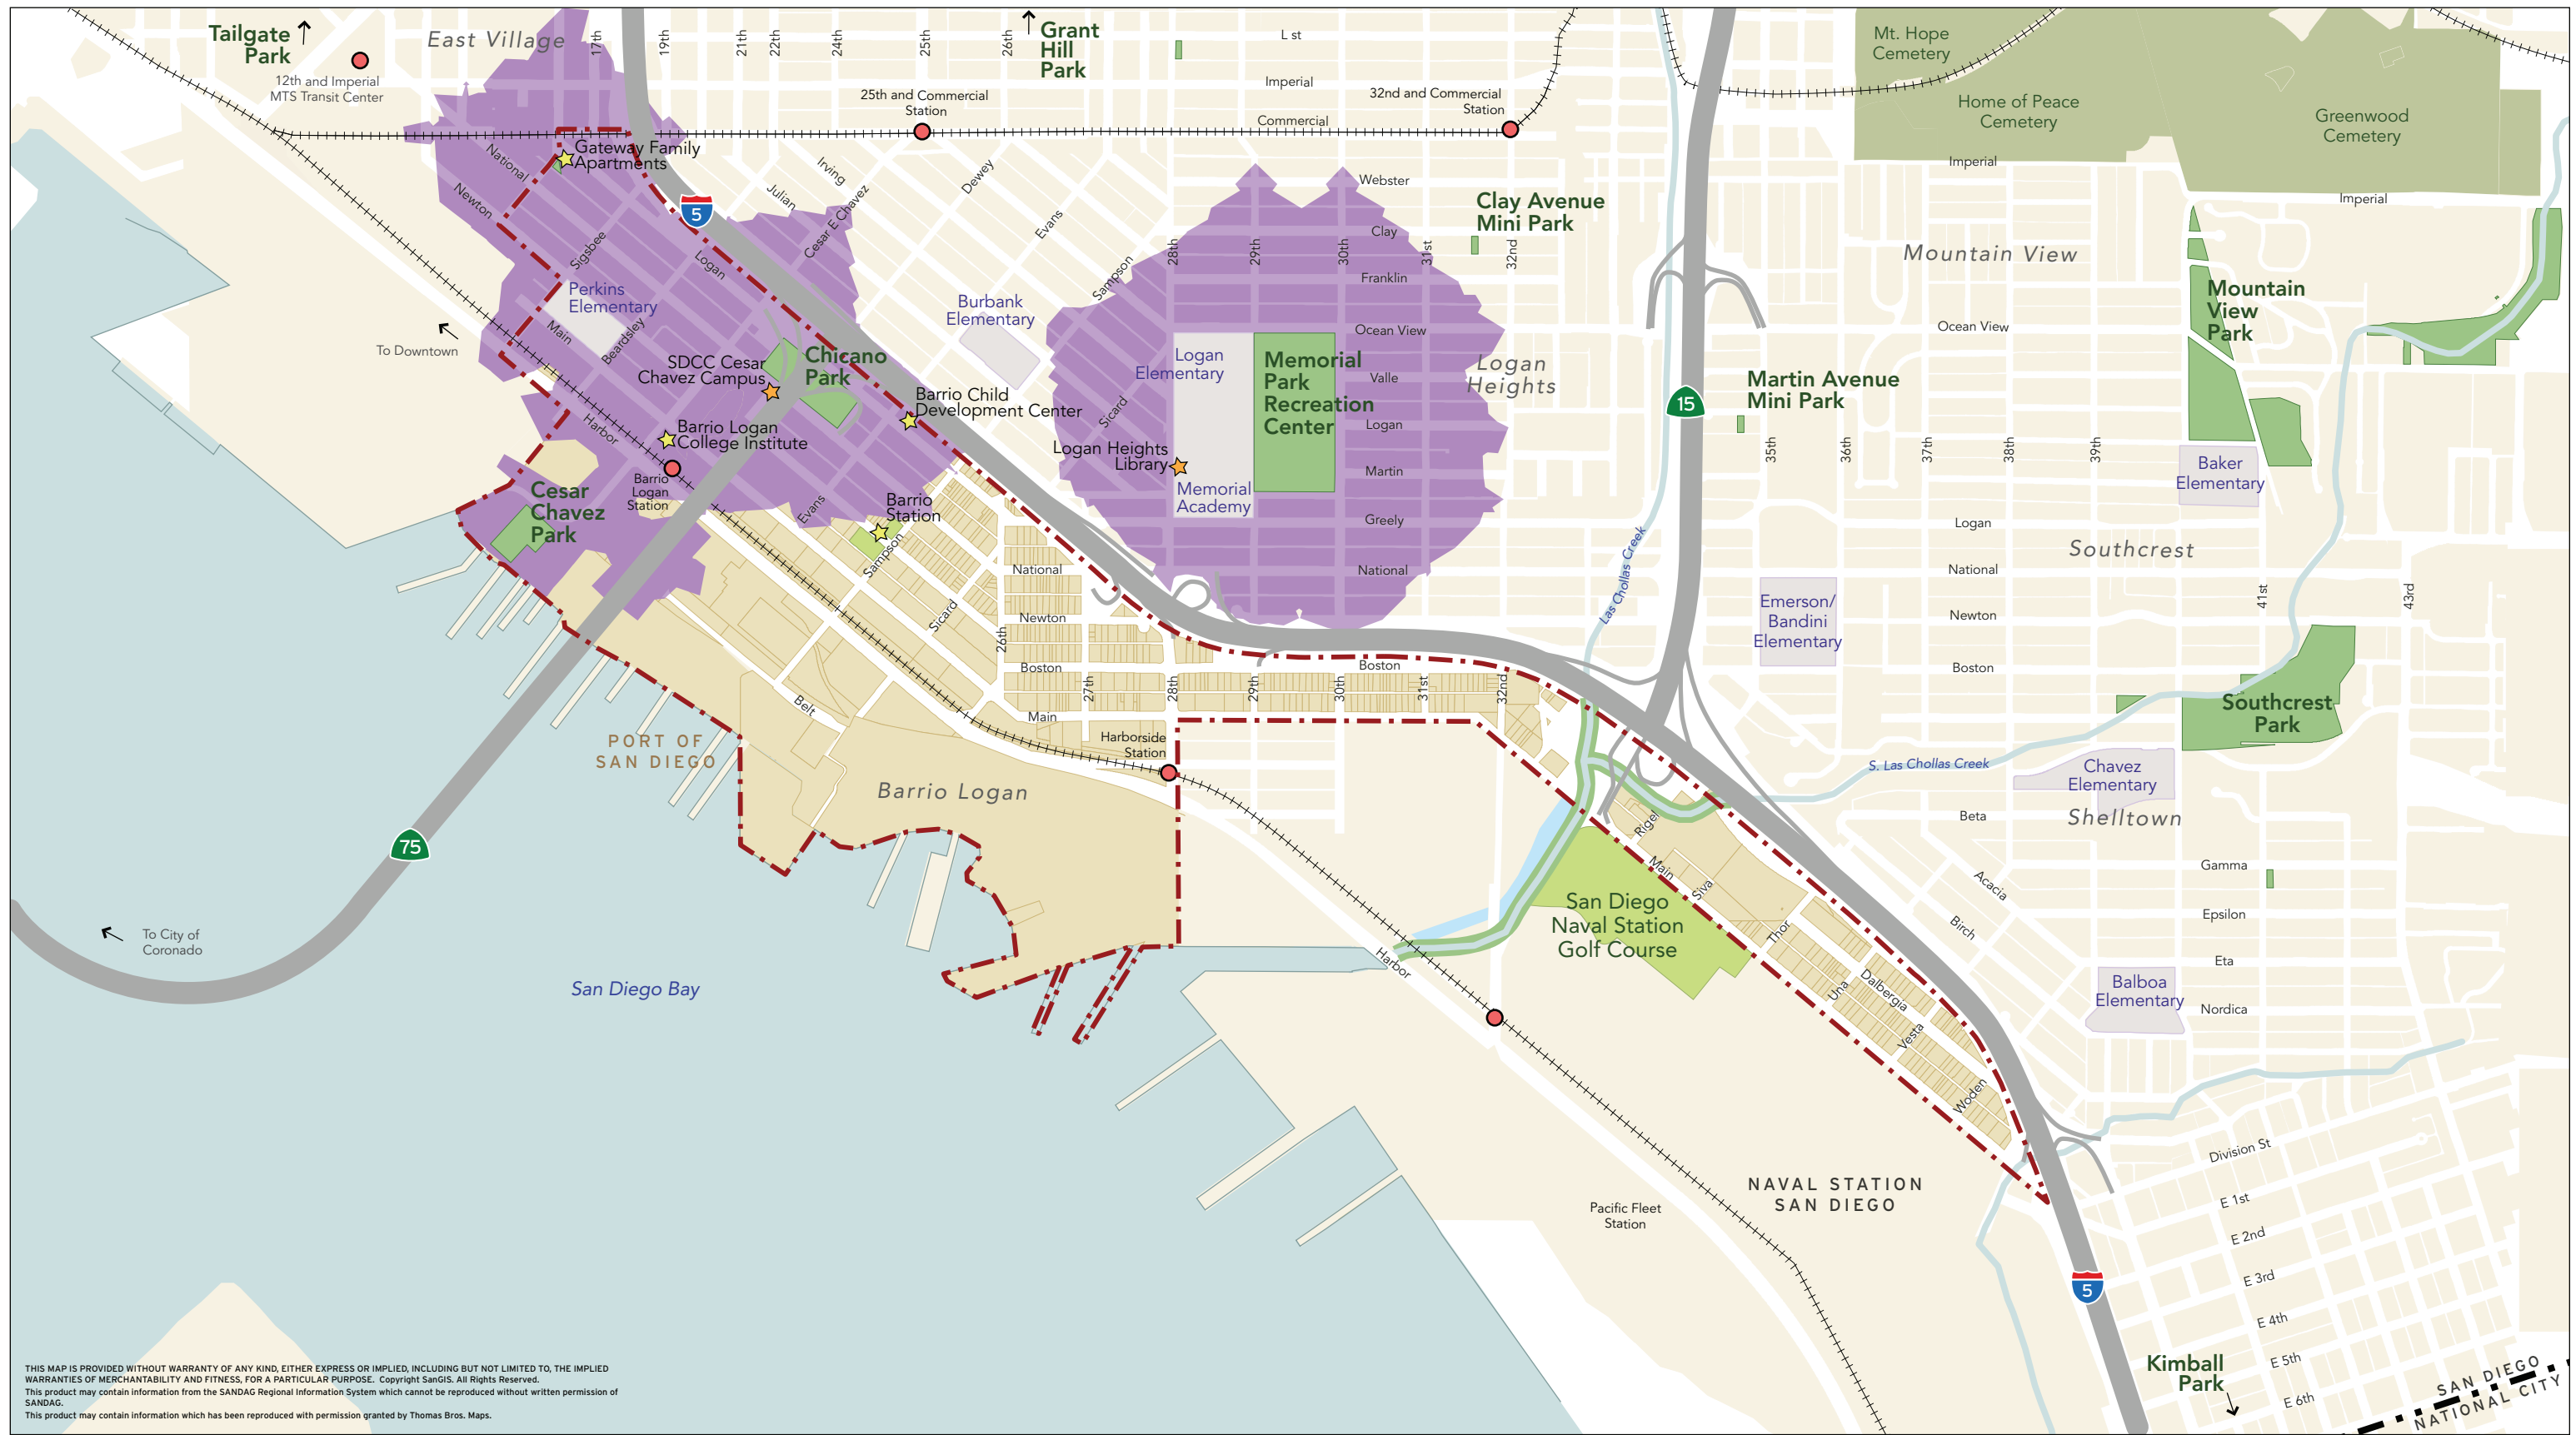 Tailgate
Park
East Village
17th
19th
21th
22th
24th
25th
26th
Grant
Hill
Park
L st
Mt. Hope
Cemetery
12th and Imperial
MTS Transit Center
Imperial
25th and Commercial
Station
32nd and Commercial
Station
Commercial
Home of Peace
Cemetery
Greenwood
Cemetery
Gateway Family
Apartments
National
Newton
Irving
Julian
Cesar E Chavez
Dewey
Evans
Sampson
Webster
Imperial
Imperial
5
Clay Avenue
Mini Park
Clay
28th
29th
30th
31st
32nd
Franklin
Mountain View
Sigsbee
Logan
Perkins
Elementary
Burbank
Elementary
Mountain
View
Park
Main
Beardsley
To Downtown
Ocean View
Ocean View
SDCC Cesar
Chavez Campus
Chicano
Park
Logan
Elementary
Memorial
Park
Recreation
Center
Valle
Logan
Heights
Martin Avenue
Mini Park
15
Barrio Child
Development Center
Sicard
Logan
Harbor
Barrio Logan
College Institute
Logan Heights
Library
35th
36th
37th
38th
39th
Martin
Baker
Elementary
Barrio
Logan
Station
Cesar
Chavez
Park
Evans
Barrio
Station
Memorial
Academy
Greely
Logan
Southcrest
Sampson
National
National
National
Las Chollas Creek
Emerson/
Bandini
Elementary
41st
43rd
Sicard
Newton
Newton
26th
Boston
Boston
Boston
27th
28th
29th
30th
31st
32nd
Belt
Main
Southcrest
Park
PORT OF
SAN DIEGO
Harborside
Station
S. Las Chollas Creek
Chavez
Elementary
Barrio Logan
Beta
Shelltown
Rigel
75
Main
Siva
Gamma
Acacia
San Diego
Naval Station
Golf Course
Epsilon
Birch
Thor
To City of
Coronado
Harbor
Eta
San Diego Bay
Una
Dalbergia
Balboa
Elementary
Nordica
Vesta
Woden
Division St
NAVAL STATION
SAN DIEGO
E 1st
Pacific Fleet
Station
E 2nd
E 3rd
5
E 4th
Kimball
Park
E 5th
E 6th
SAN DIEGO
NATIONAL CITY
THIS MAP IS PROVIDED WITHOUT WARRANTY OF ANY KIND, EITHER EXPRESS OR IMPLIED, INCLUDING BUT NOT LIMITED TO, THE IMPLIED
WARRANTIES OF MERCHANTABILITY AND FITNESS, FOR A PARTICULAR PURPOSE. Copyright SanGIS. All Rights Reserved.
This product may contain information from the SANDAG Regional Information System which cannot be reproduced without written permission of
SANDAG.
This product may contain information which has been reproduced with permission granted by Thomas Bros. Maps.